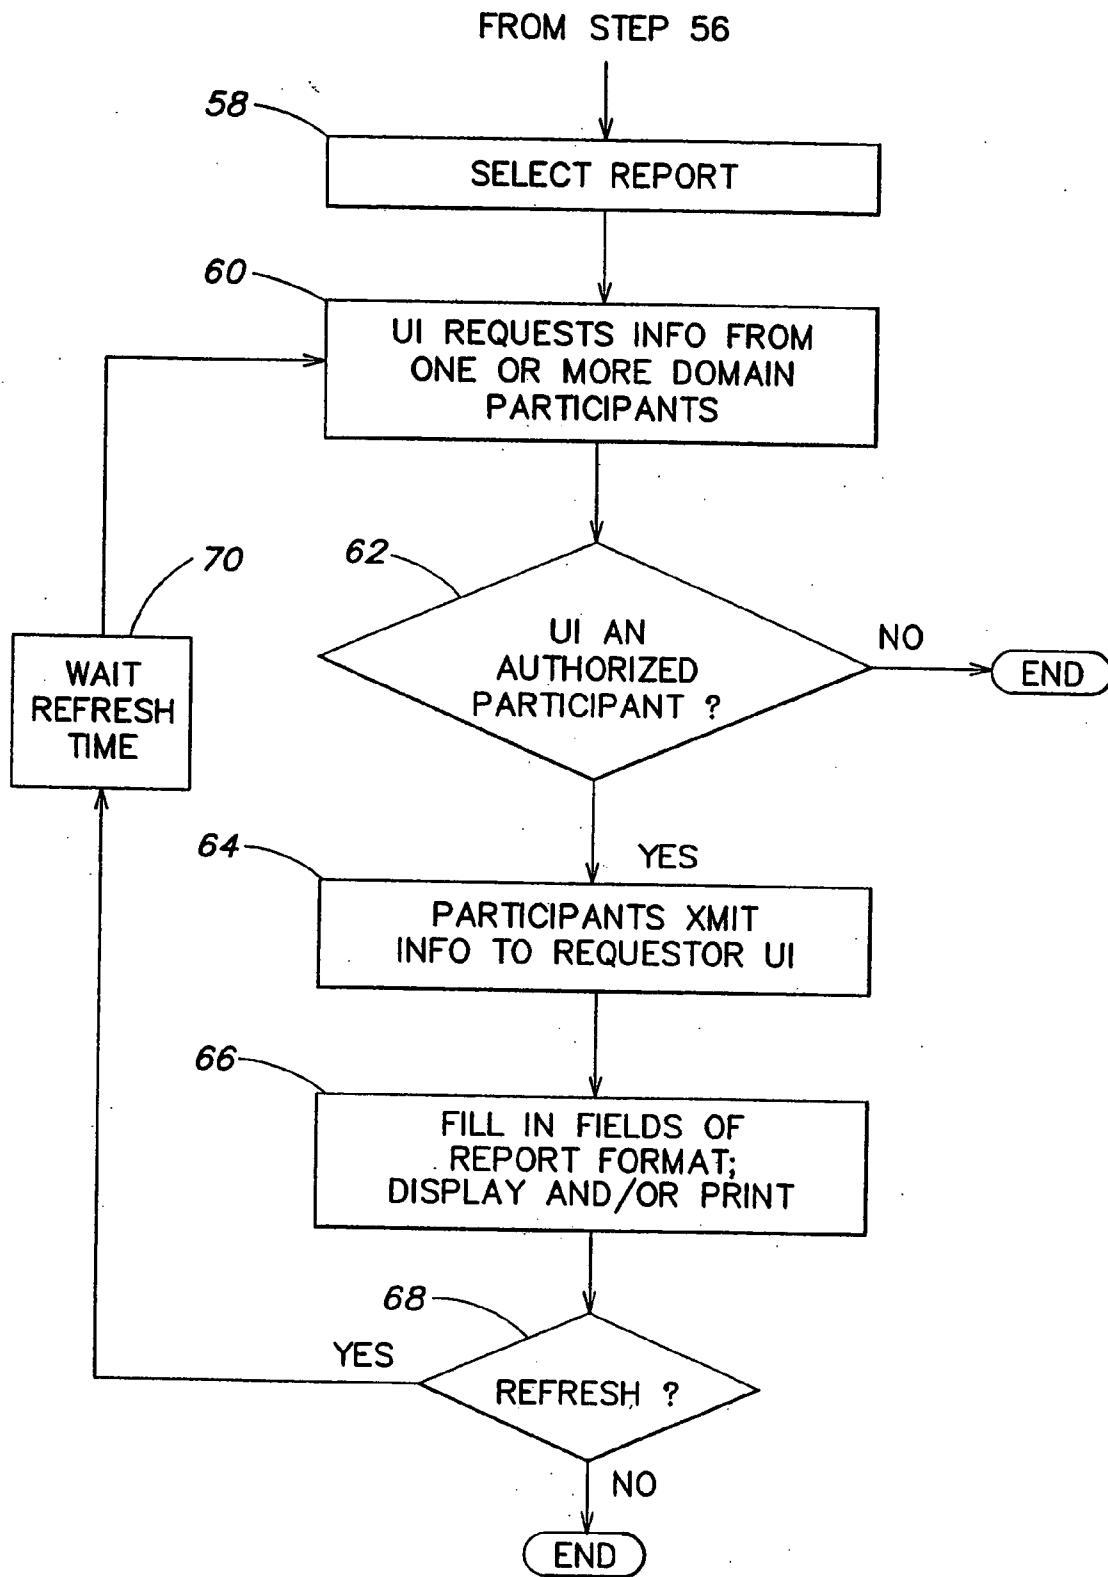 FROM STEP 56
58
SELECT REPORT
60
UI REQUESTS INFO FROM
ONE OR MORE DOMAIN
PARTICIPANTS
62
UI AN
AUTHORIZED
PARTICIPANT ?
NO
END
70
WAIT
REFRESH
TIME
YES
64
PARTICIPANTS XMIT
INFO TO REQUESTOR UI
66
FILL IN FIELDS OF
REPORT FORMAT;
DISPLAY AND/OR PRINT
68
YES
REFRESH ?
NO
END